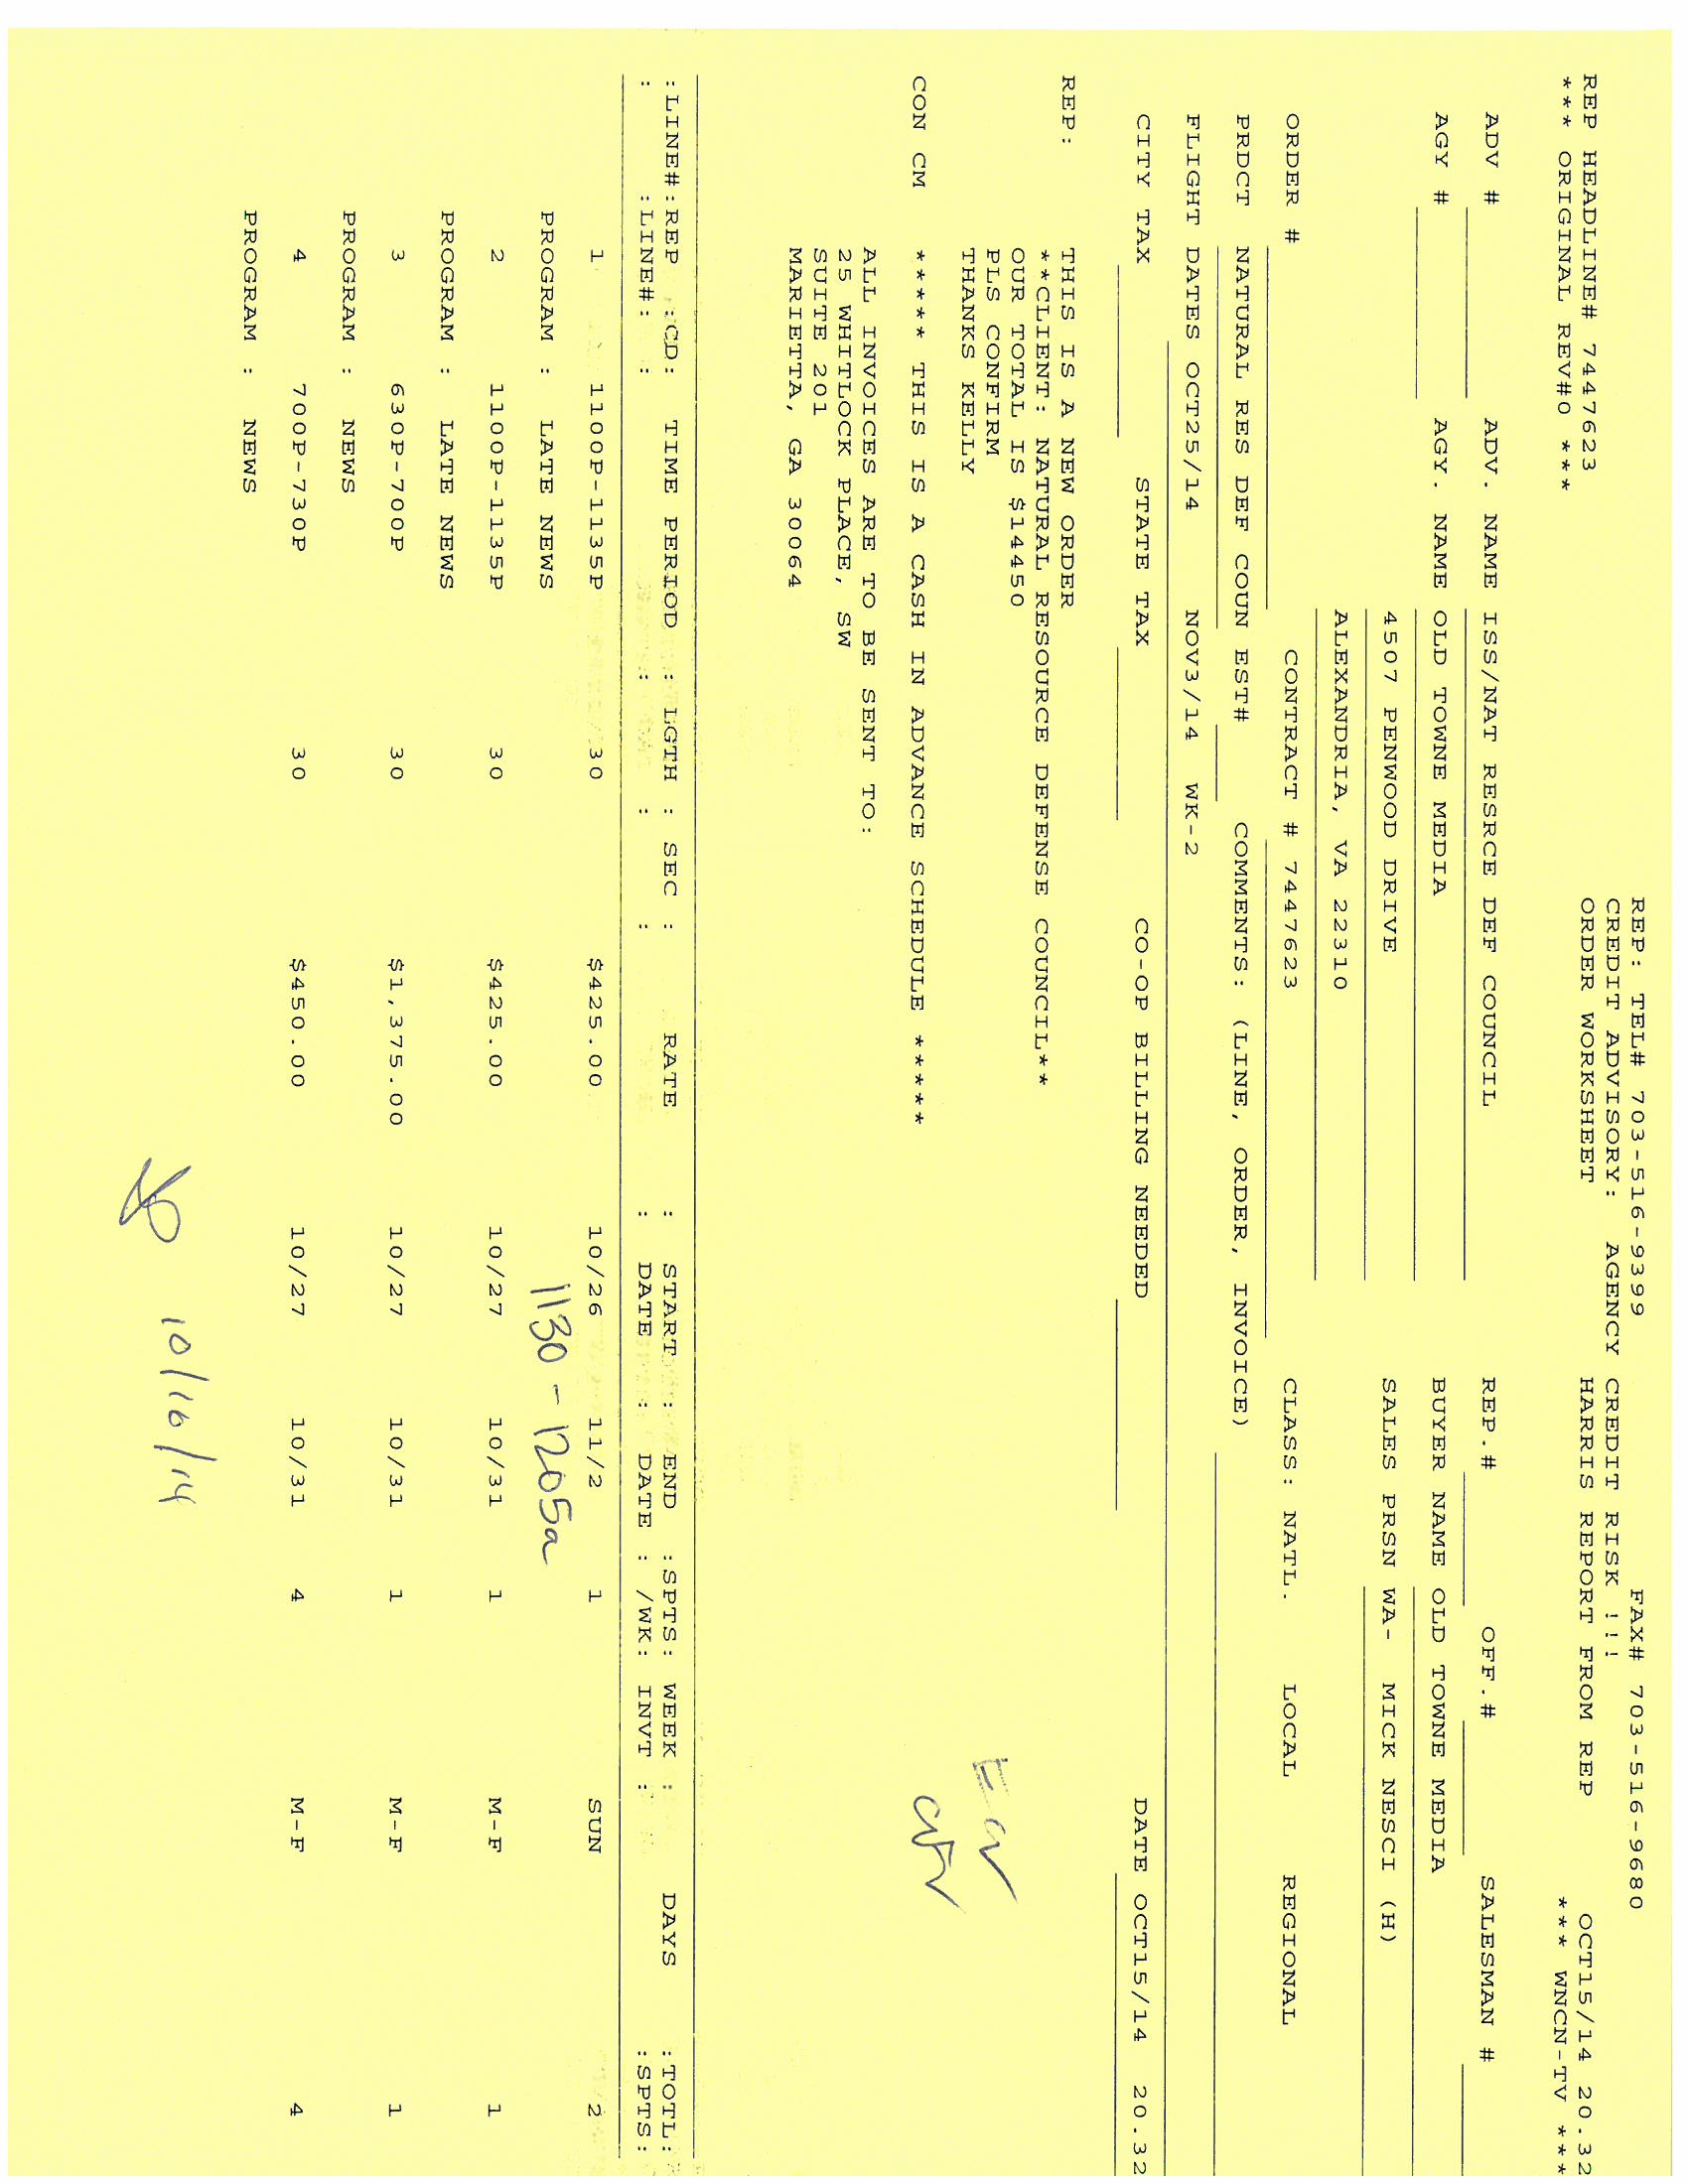 REP: TEL# 703-516-9399 FAX# 703-516-9680
CREDIT ADVISORY: AGENCY CREDIT RISK !!!
REP HEADLINE# 7447623 ORDER WORKSHEET HARRIS REPORT FROM REP OCT15/14 20.32
*** ORIGINAL REV#0 *** *** WNCN-TV ***
ADV # ADV. NAME ISS/NAT RESRCE DEF COUNCIL REP.# OFF.# SALESMAN #
AGY # AGY. NAME OLD TOWNE MEDIA BUYER NAME OLD TOWNE MEDIA
4507 PENWOOD DRIVE SALES PRSN WA- MICK NESCI (H)
ALEXANDRIA, VA 22310
ORDER # CONTRACT # 7447623 CLASS: NATL. LOCAL REGIONAL
PRDCT NATURAL RES DEF COUN EST# COMMENTS: (LINE, ORDER, INVOICE)
FLIGHT DATES OCT25/14 NOV3/14 WK-2
CITY TAX STATE TAX CO-OP BILLING NEEDED DATE OCT15/14 20.32
REP: THIS IS A NEW ORDER
**CLIENT: NATURAL RESOURCE DEFENSE COUNCIL**
OUR TOTAL IS $14450
PLS CONFIRM
THANKS KELLY
CON CM ***** THIS IS A CASH IN ADVANCE SCHEDULE *****
ALL INVOICES ARE TO BE SENT TO:
25 WHITLOCK PLACE, SW
SUITE 201
MARIETTA, GA 30064
:LINE#:REP :CD: TIME PERIOD : LGTH : SEC : RATE : START : END :SPTS: WEEK : DAYS :TOTL:
: :LINE#: : : : : : DATE : DATE : /WK: INVT : :SPTS:
1 1100P-1135P 30 $425.00 10/26 11/2 1 SUN 2
PROGRAM : LATE NEWS 1130 - 1205a
2 1100P-1135P 30 $425.00 10/27 10/31 1 M-F 1
PROGRAM : LATE NEWS
3 630P-700P 30 $1,375.00 10/27 10/31 1 M-F 1
PROGRAM : NEWS
4 700P-730P 30 $450.00 10/27 10/31 4 M-F 4
PROGRAM : NEWS
10/16/14